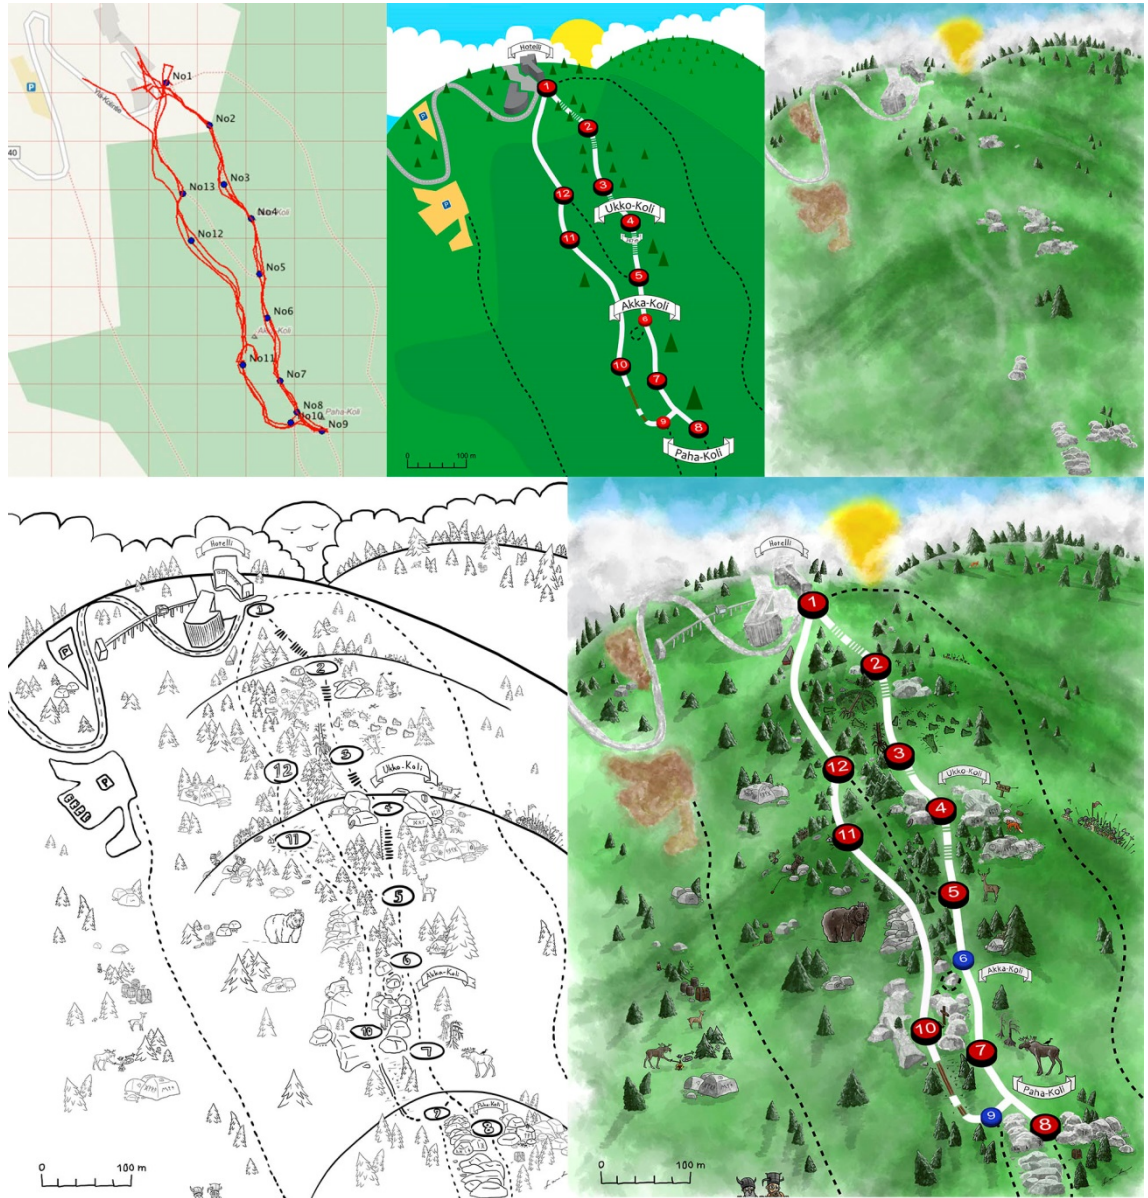 No1
P
Ylä-Kolintie
No2
40
No3
No13
No4
No12
No5
No6
No11
No7
No8
Paha-Koli
No10
No9
Hotelli
1
P
2
3
12
Ukko-Koli
P
4
11
5
Akka-Koli
6
10
7
9
8
Paha-Koli
0 100 m
Hotelli
1
P
2
3
12
Ukko-Koli
P
4
11
5
6
Akka-Koli
10
7
9
Paha-Koli
8
0 100 m
Hotelli
1
2
3
12
Ukko-Koli
4
11
5
6
Akka-Koli
10
7
Paha-Koli
9
8
0 100 m